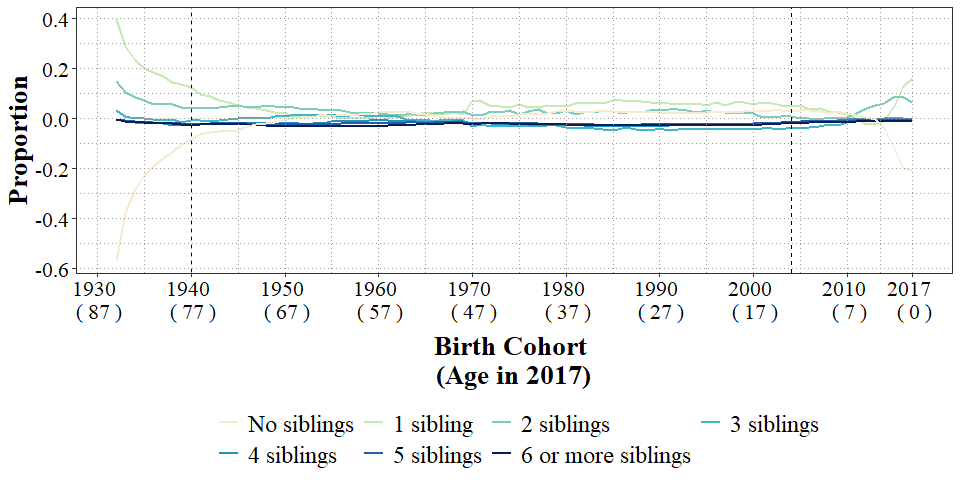 0.4
0.2
0.0
-0.2
-0.4
-0.6
Proportion
1930 1940 1950 1960 1970 1980 1990 2000 2010 2017
( 87 ) ( 77 ) ( 67 ) ( 57 ) ( 47 ) ( 37 ) ( 27 ) ( 17 ) ( 7 ) ( 0 )
Birth Cohort
(Age in 2017)
No siblings 1 sibling 2 siblings 3 siblings
4 siblings 5 siblings 6 or more siblings